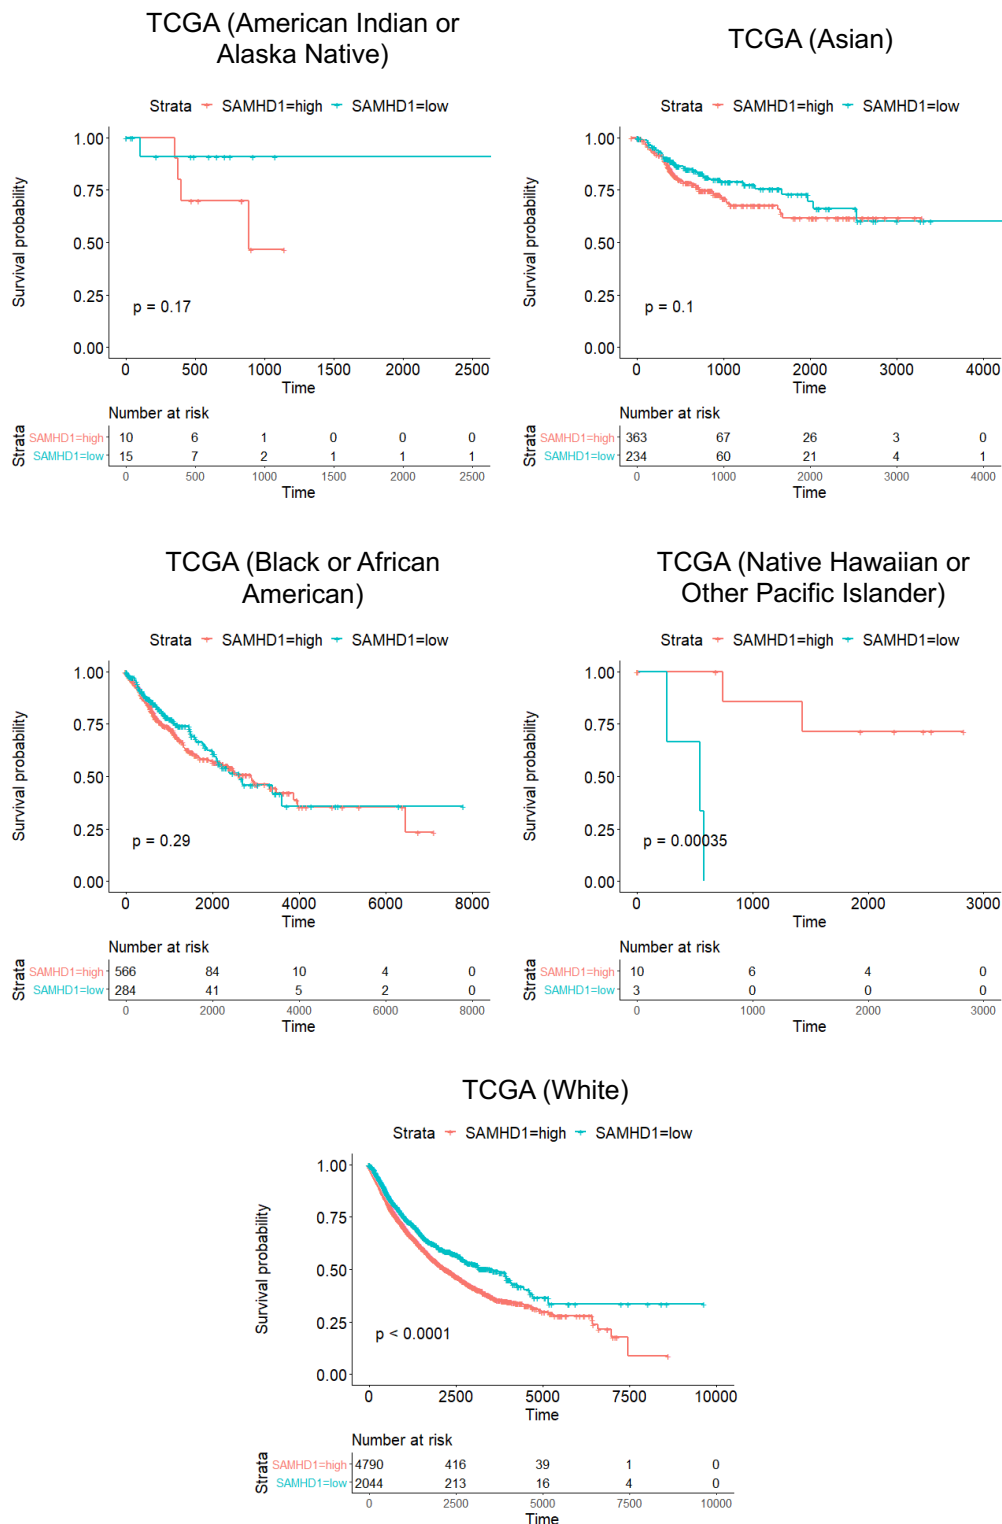 TCGA (American Indian or
Alaska Native)
Strata SAMHD1=high SAMHD1=low
Survival probability
1.00
0.75
0.50
0.25
0.00
p = 0.17
0 500 1000 1500 2000 2500
Time
Number at risk
Strata
SAMHD1=high 10 6 1 0 0 0
SAMHD1=low 15 7 2 1 1 1
0 500 1000 1500 2000 2500
Time
TCGA (Asian)
Strata SAMHD1=high SAMHD1=low
Survival probability
1.00
0.75
0.50
0.25
0.00
p = 0.1
0 1000 2000 3000 4000
Time
Number at risk
Strata
SAMHD1=high 363 67 26 3 0
SAMHD1=low 234 60 21 4 1
0 1000 2000 3000 4000
Time
TCGA (Black or African
American)
Strata SAMHD1=high SAMHD1=low
Survival probability
1.00
0.75
0.50
0.25
0.00
p = 0.29
0 2000 4000 6000 8000
Time
Number at risk
Strata
SAMHD1=high 566 84 10 4 0
SAMHD1=low 284 41 5 2 0
0 2000 4000 6000 8000
Time
TCGA (Native Hawaiian or
Other Pacific Islander)
Strata SAMHD1=high SAMHD1=low
Survival probability
1.00
0.75
0.50
0.25
0.00
p = 0.00035
0 1000 2000 3000
Time
Number at risk
Strata
SAMHD1=high 10 6 4 0
SAMHD1=low 3 0 0 0
0 1000 2000 3000
Time
TCGA (White)
Strata SAMHD1=high SAMHD1=low
Survival probability
1.00
0.75
0.50
0.25
0.00
p < 0.0001
0 2500 5000 7500 10000
Time
Number at risk
Strata
SAMHD1=high 4790 416 39 1 0
SAMHD1=low 2044 213 16 4 0
0 2500 5000 7500 10000
Time